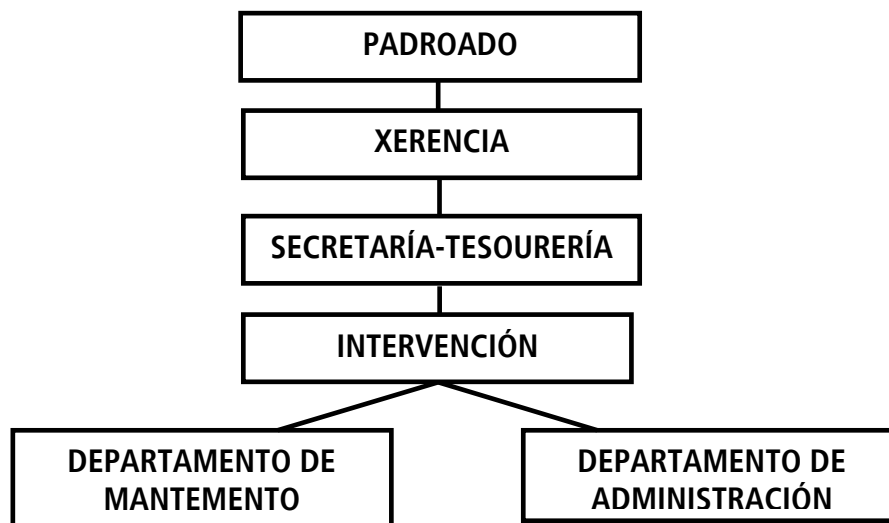 PADROADO
XERENCIA
SECRETARÍA-TESOURERÍA
INTERVENCIÓN
DEPARTAMENTO DE
MANTEMENTO
DEPARTAMENTO DE
ADMINISTRACIÓN